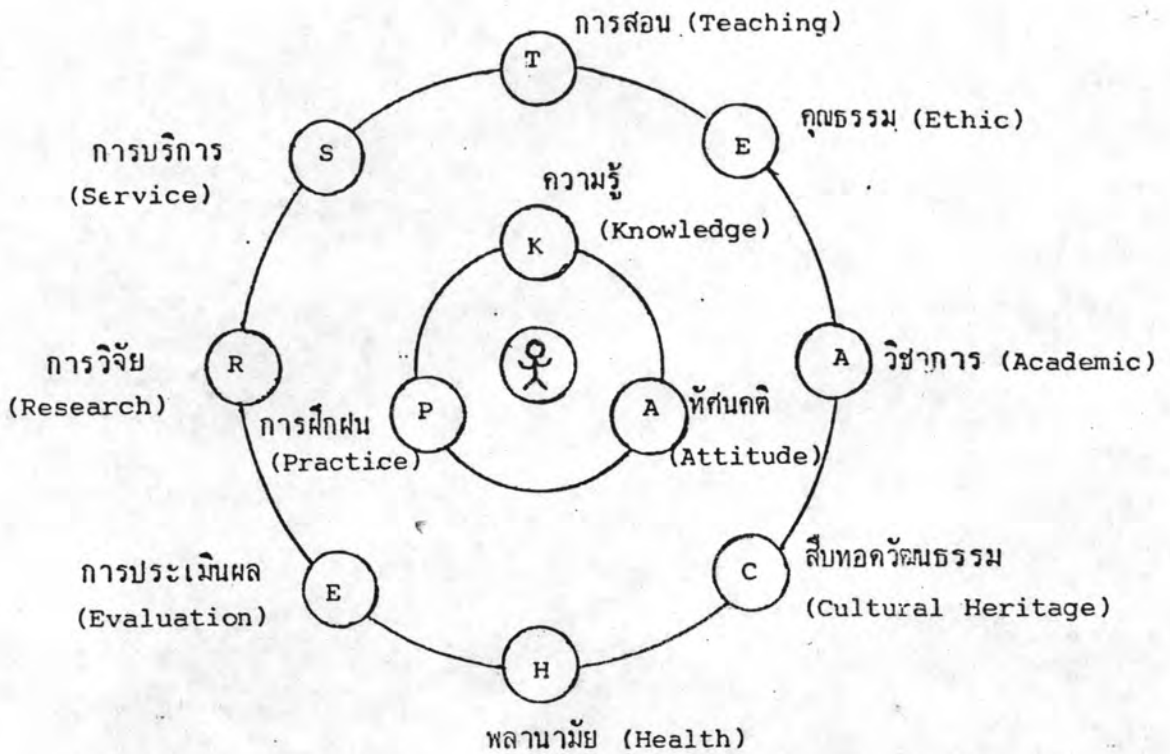 การสอน (Teaching)
T
คุณธรรม (Ethic)
E
การบริการ
(Service)
S
ความรู้
(Knowledge)
K
การวิจัย
(Research)
R
วิชาการ (Academic)
A
การฝึกฝน
(Practice)
P
ทัศนคติ
(Attitude)
A
การประเมินผล
(Evaluation)
E
สืบทอดวัฒนธรรม
(Cultural Heritage)
C
H
พลานามัย (Health)